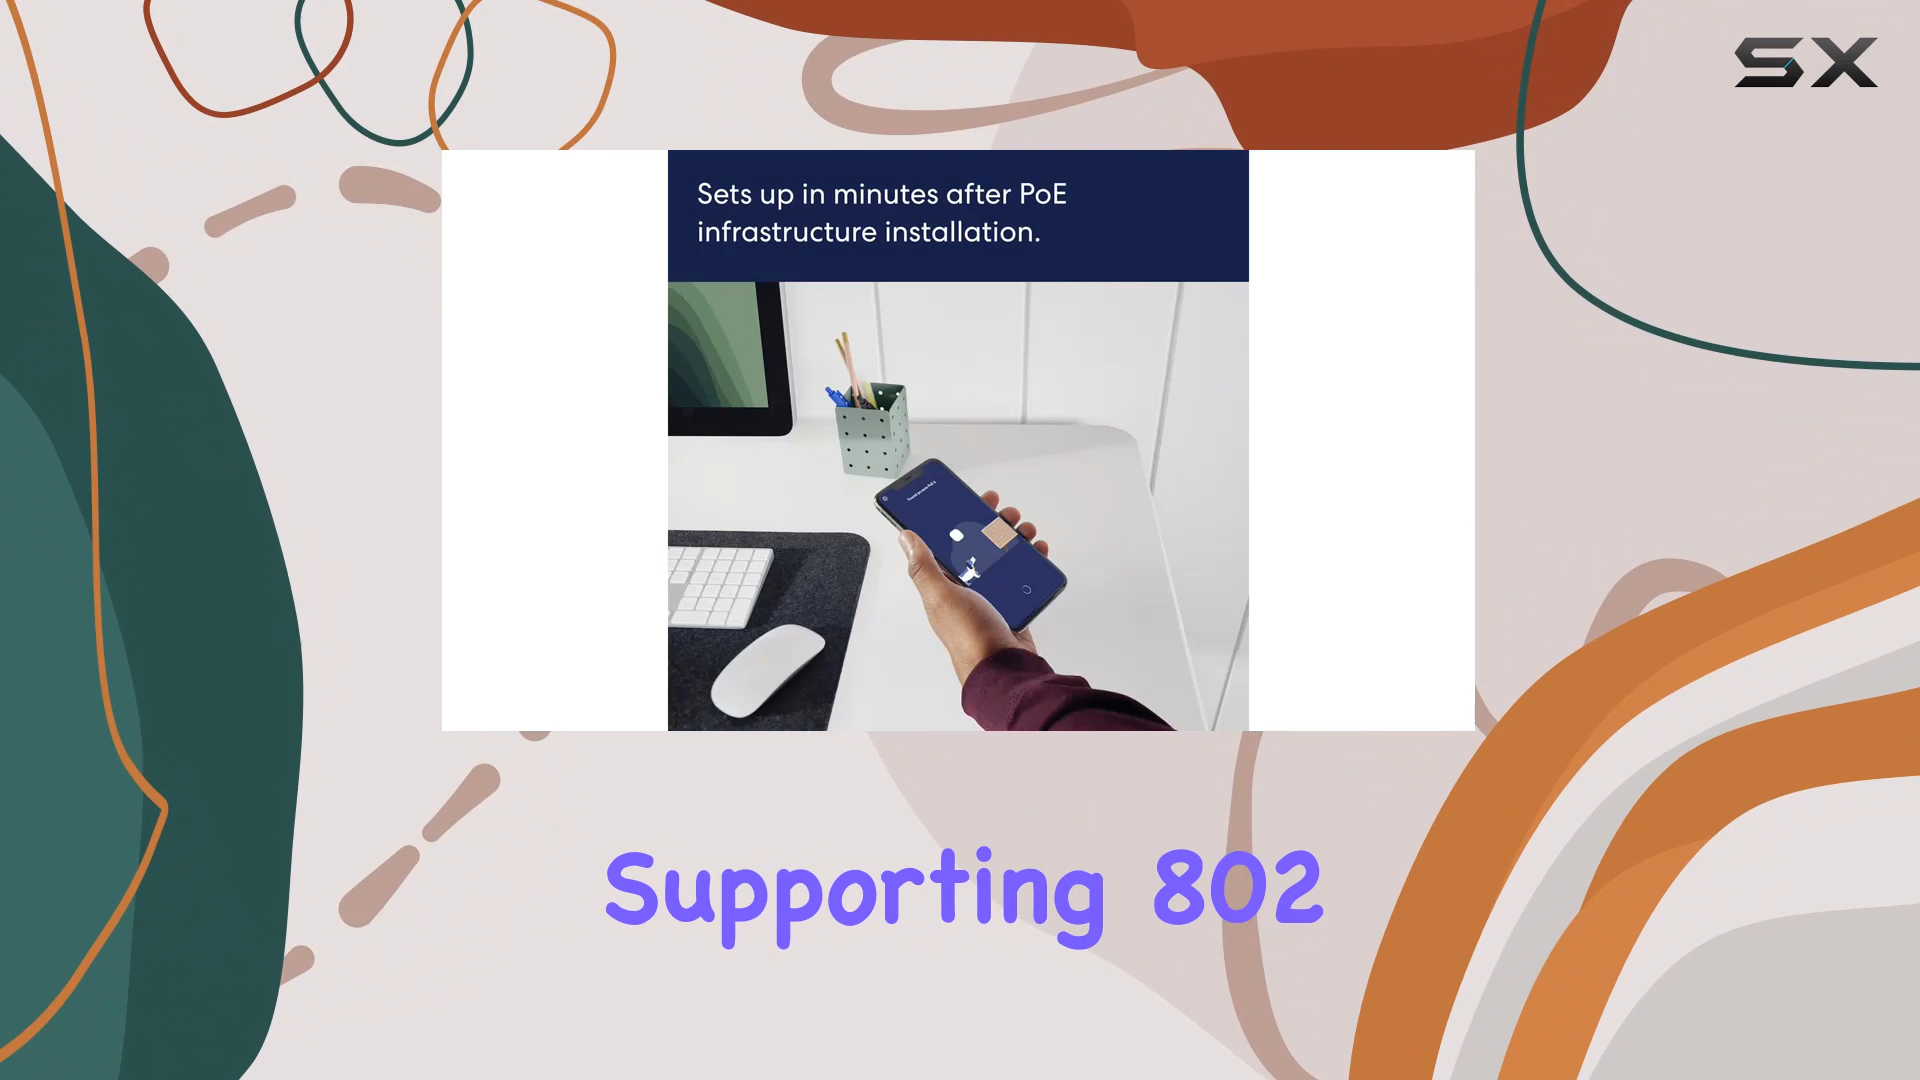 SX
Sets up in minutes after PoE
infrastructure installation.
Supporting 802